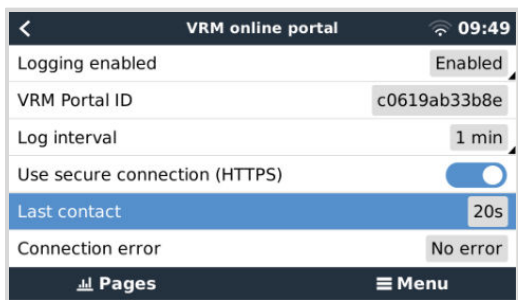 VRM online portal 09:49
Logging enabled Enabled
VRM Portal ID c0619ab33b8e
Log interval 1 min
Use secure connection (HTTPS)
Last contact 20s
Connection error No error
Pages Menu